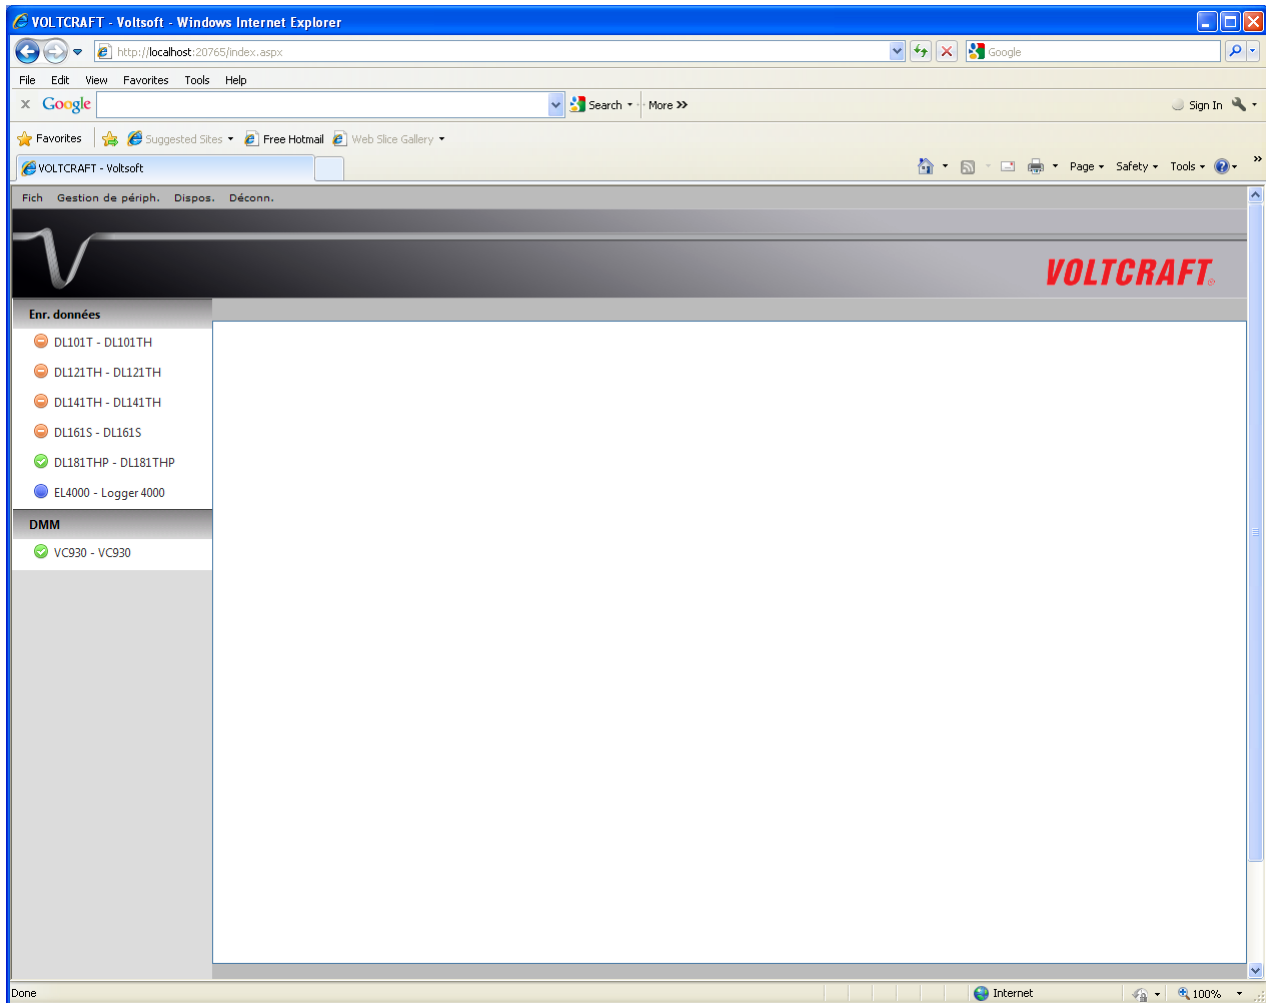 VOLTCRAFT - Voltsoft - Windows Internet Explorer
http://localhost:20765/index.aspx
Google
File Edit View Favorites Tools Help
x Google Search More >> Sign In
Favorites Suggested Sites Free Hotmail Web Slice Gallery
VOLTCRAFT - Voltsoft
Page Safety Tools >>
Fich Gestion de périph. Dispos. Déconn.
VOLTCRAFT®
Enr. données
DL101T - DL101TH
DL121TH - DL121TH
DL141TH - DL141TH
DL161S - DL161S
DL181THP - DL181THP
EL4000 - Logger 4000
DMM
VC930 - VC930
Done Internet 100%